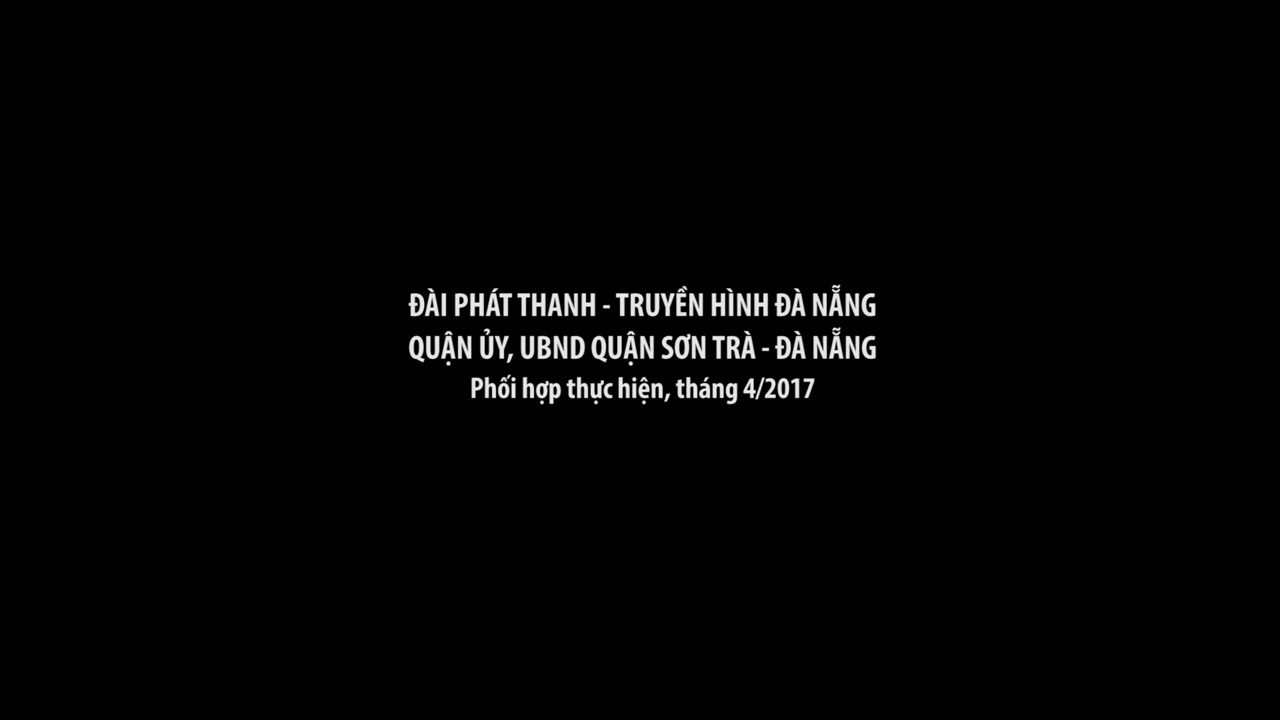 ĐÀI PHÁT THANH - TRUYỀN HÌNH ĐÀ NẴNG
QUẬN ỦY, UBND QUẬN SƠN TRÀ - ĐÀ NẴNG
Phối hợp thực hiện, tháng 4/2017